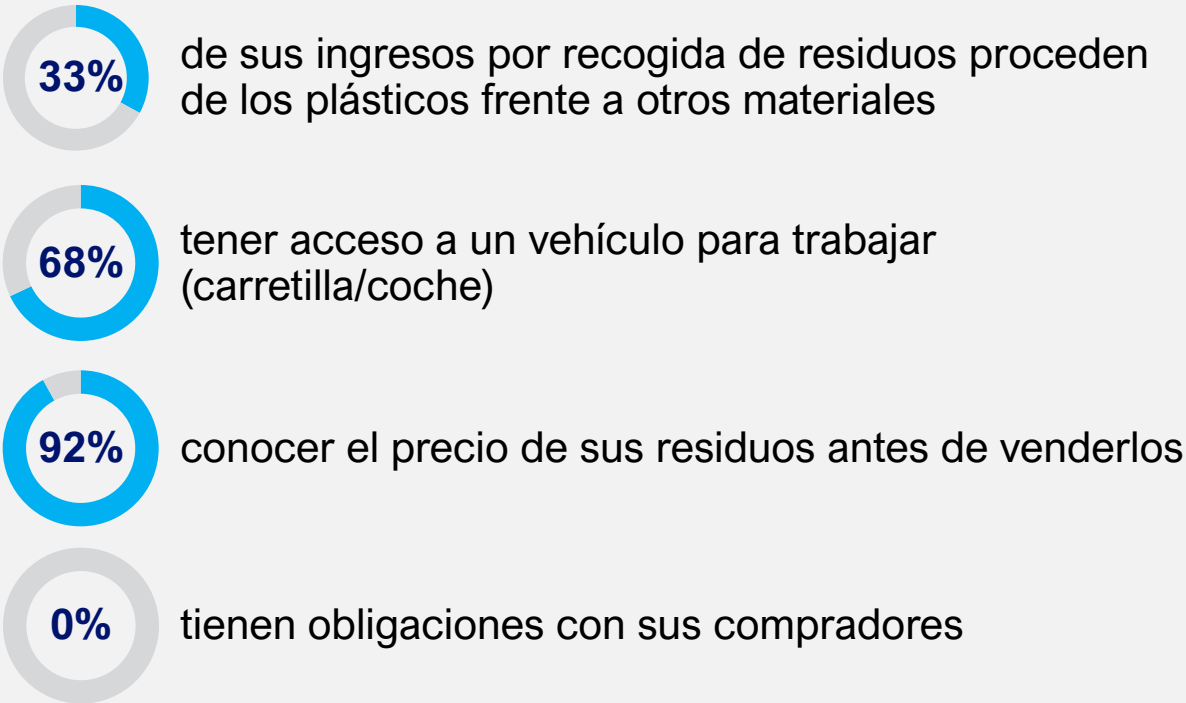 33%
de sus ingresos por recogida de residuos proceden
de los plásticos frente a otros materiales
68%
tener acceso a un vehículo para trabajar
(carretilla/coche)
92%
conocer el precio de sus residuos antes de venderlos
0%
tienen obligaciones con sus compradores